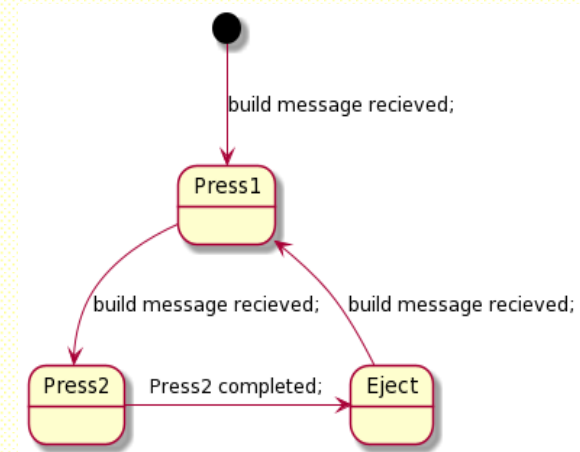 build message recieved;
Press1
build message recieved;
build message recieved;
Press2
Press2 completed;
Eject